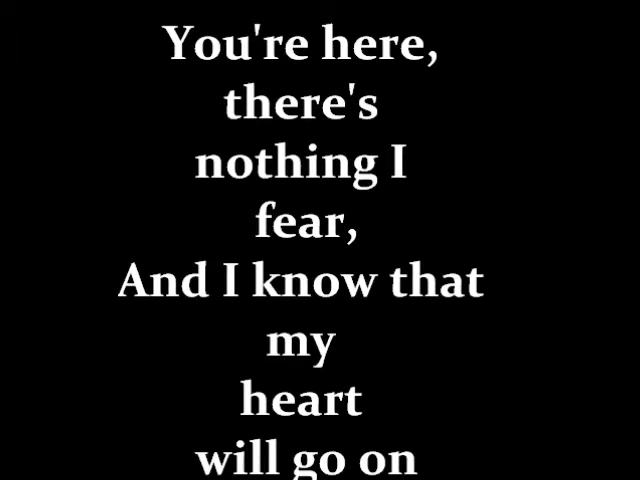 You're here,
there's
nothing I
fear,
And I know that
my
heart
will go on